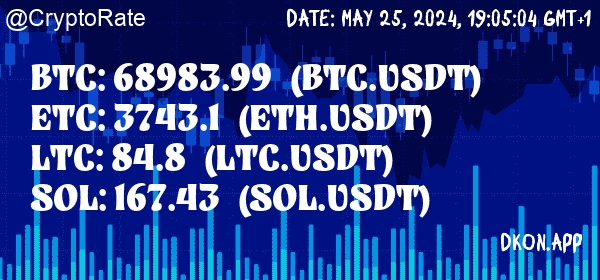 @CryptoRate
DATE: MAY 25, 2024, 19:05:04 GMT+1
BTC: 68983.99 (BTC.USDT)
ETC: 3743.1 (ETH.USDT)
LTC: 84.8 (LTC.USDT)
SOL: 167.43 (SOL.USDT)
DKON.APP